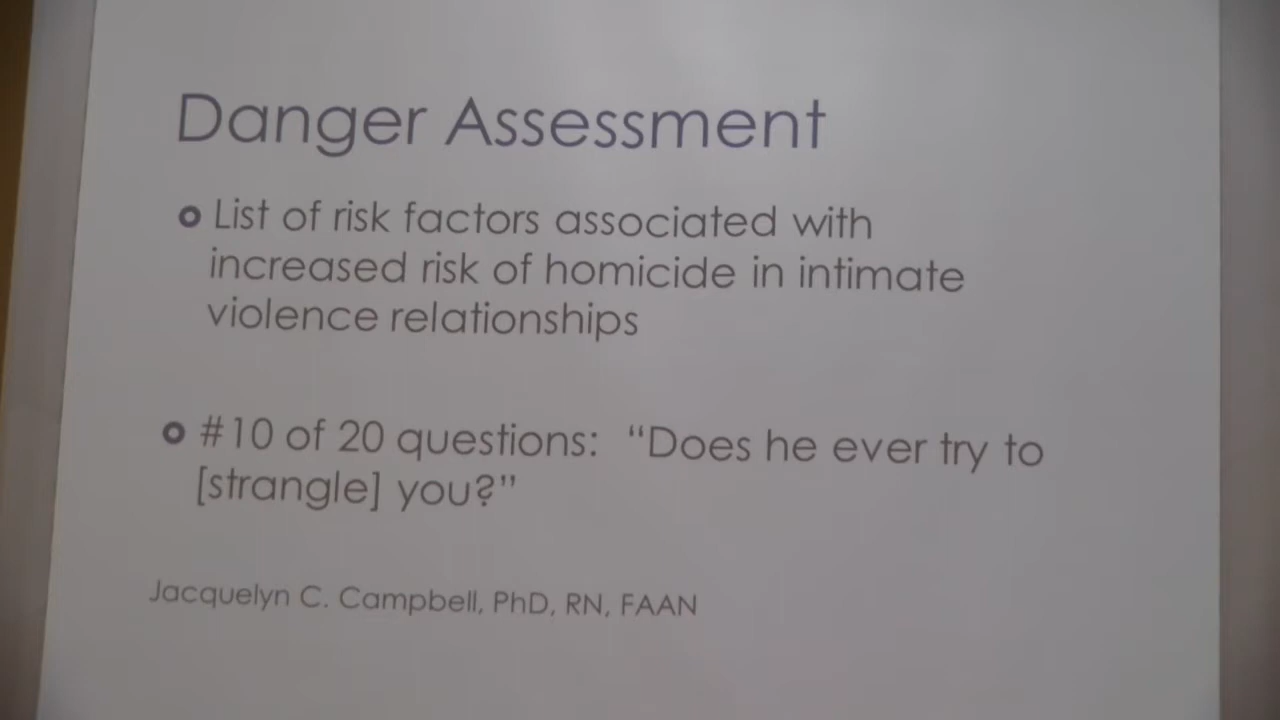 Danger Assessment
List of risk factors associated with
increased risk of homicide in intimate
violence relationships
#10 of 20 questions: “Does he ever try to
[strangle] you?”
Jacquelyn C. Campbell, PhD, RN, FAAN